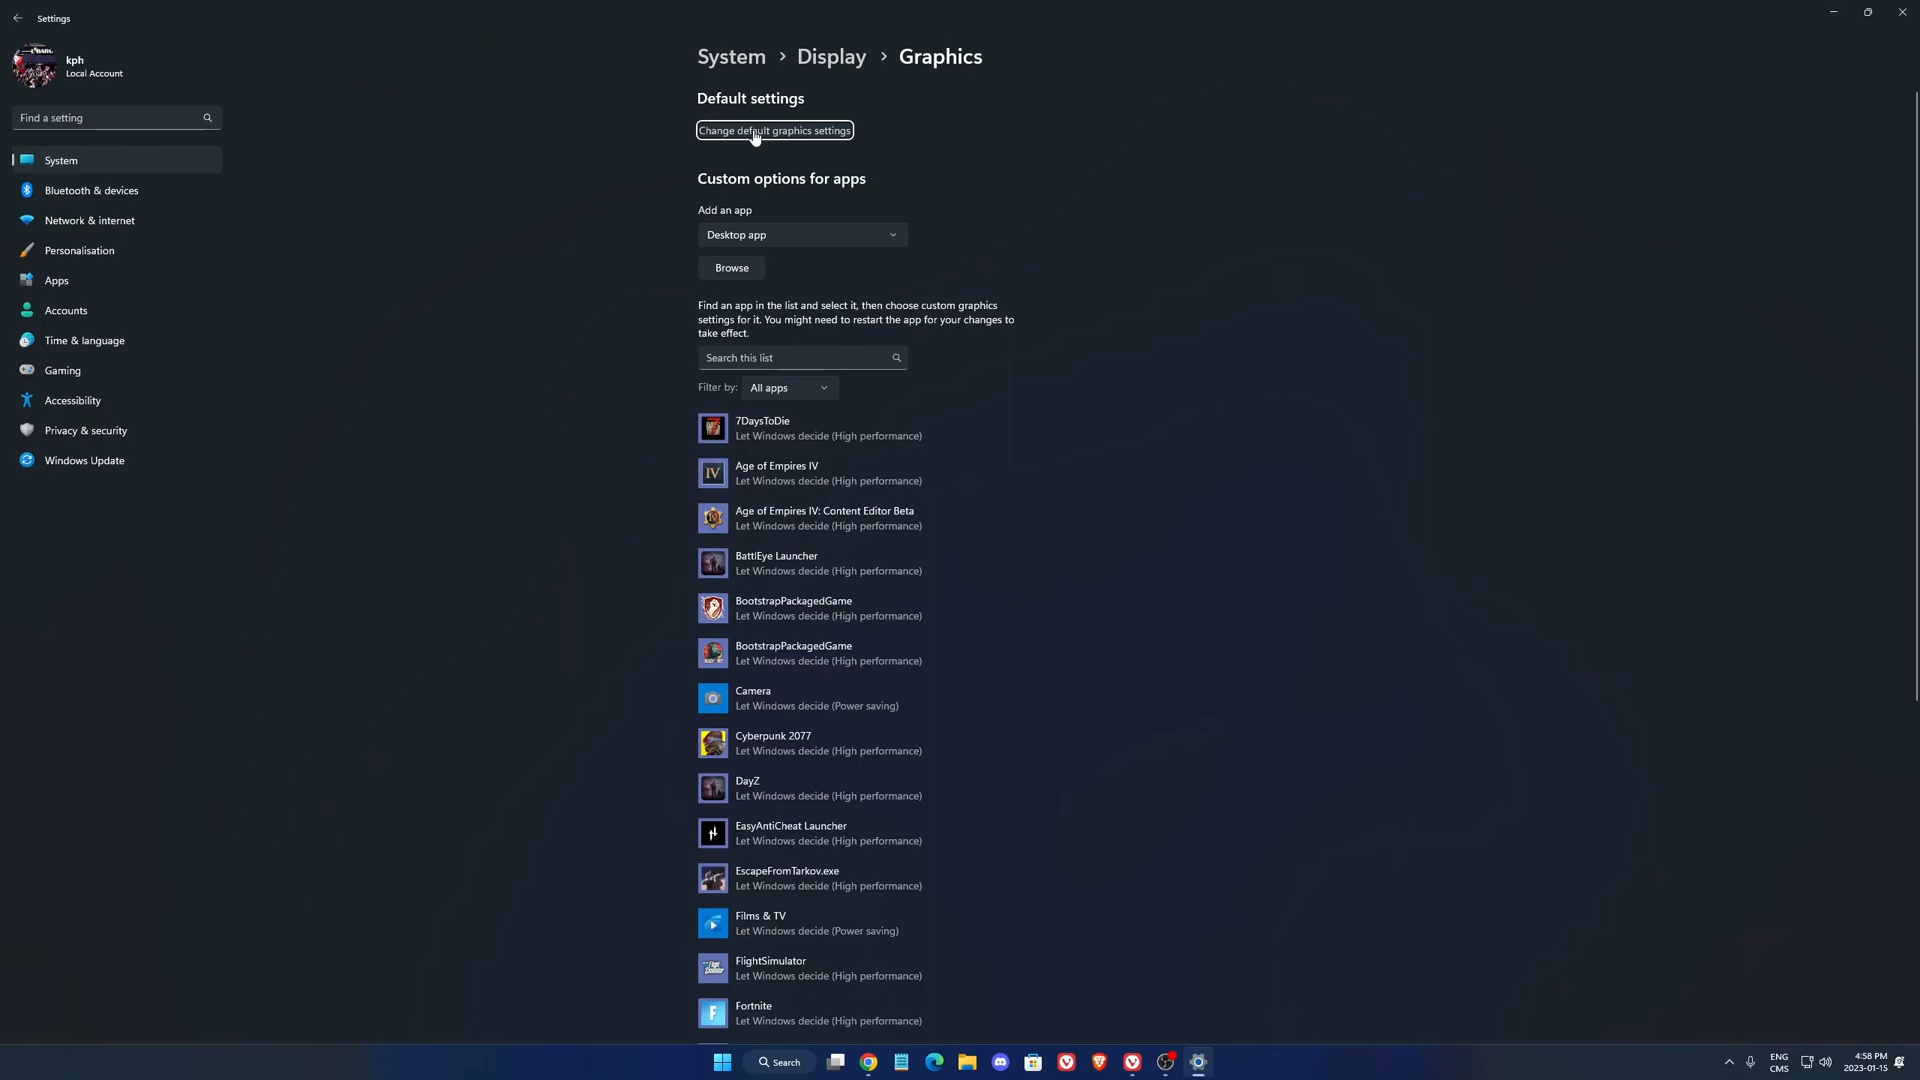 Settings
kph
Local Account
Find a setting
System
Bluetooth & devices
Network & internet
Personalisation
Apps
Accounts
Time & language
Gaming
Accessibility
Privacy & security
Windows Update
System > Display > Graphics
Default settings
Change default graphics settings
Custom options for apps
Add an app
Desktop app
Browse
Find an app in the list and select it, then choose custom graphics
settings for it. You might need to restart the app for your changes to
take effect.
Search this list
Filter by: All apps
7DaysToDie
Let Windows decide (High performance)
Age of Empires IV
Let Windows decide (High performance)
Age of Empires IV: Content Editor Beta
Let Windows decide (High performance)
BattlEye Launcher
Let Windows decide (High performance)
BootstrapPackagedGame
Let Windows decide (High performance)
BootstrapPackagedGame
Let Windows decide (High performance)
Camera
Let Windows decide (Power saving)
Cyberpunk 2077
Let Windows decide (High performance)
DayZ
Let Windows decide (High performance)
EasyAntiCheat Launcher
Let Windows decide (High performance)
EscapeFromTarkov.exe
Let Windows decide (High performance)
Films & TV
Let Windows decide (Power saving)
FlightSimulator
Let Windows decide (High performance)
Fortnite
Let Windows decide (High performance)
Search
ENG
CMS
4:58 PM
2023-01-15